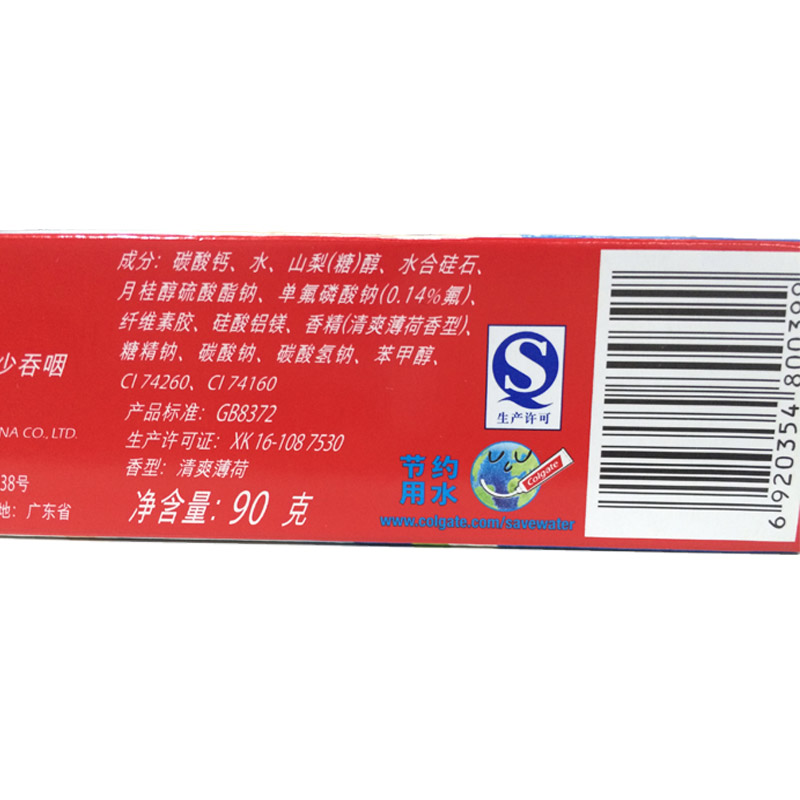 成分：碳酸钙、水、山梨(糖)醇、水合硅石、
月桂醇硫酸酯钠、单氟磷酸钠(0.14%氟)、
纤维素胶、硅酸铝镁、香精(清爽薄荷香型)、
糖精钠、碳酸钠、碳酸氢钠、苯甲醇、
CI 74260、CI 74160
产品标准：GB8372
生产许可证：XK 16-108 7530
香型：清爽薄荷
净含量：90 克
少吞咽
NA CO., LTD.
38号
地：广东省
生产许可
节约
用水
Colgate
www.colgate.com/savewater
6 920354 800399